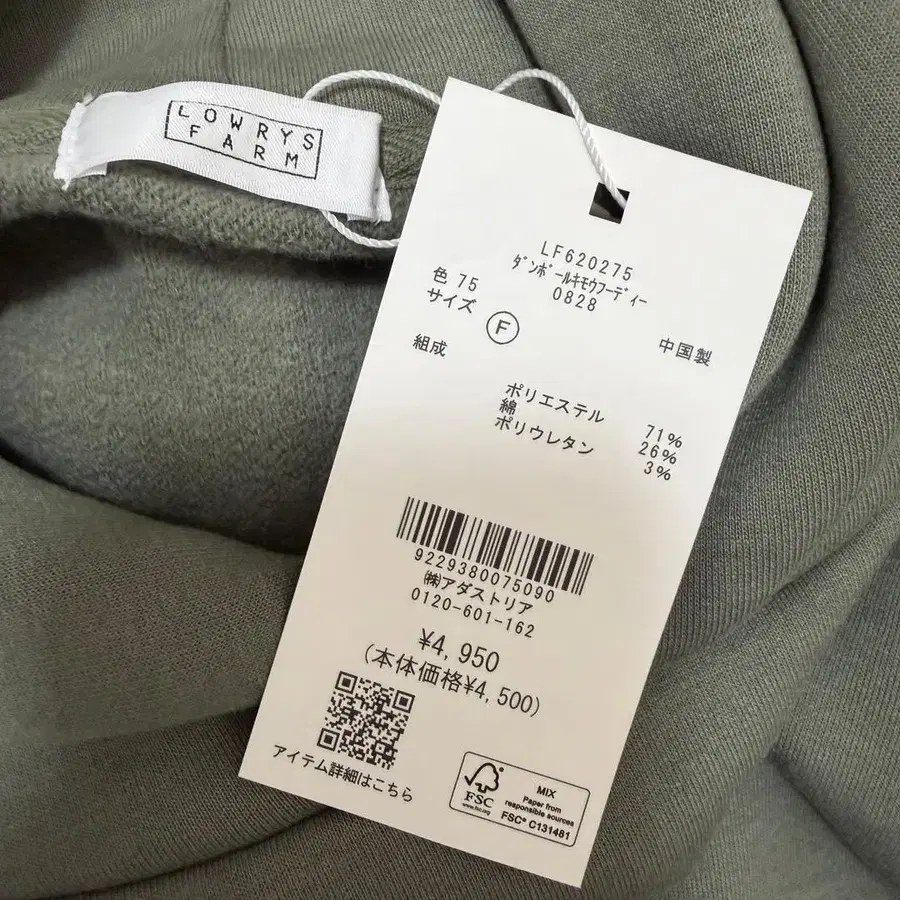 LOWRYS
FARM
LF620275
ﾀﾞﾝﾎﾞｰﾙｷﾓｳﾌｰﾃﾞｨｰ
0828
色 75
サイズ
F
組成
中国製
ポリエステル 71%
綿 26%
ポリウレタン 3%
9229380075090
㈱アダストリア
0120-601-162
¥4,950
(本体価格¥4,500)
アイテム詳細はこちら
FSC
www.fsc.org
MIX
Paper from
responsible sources
FSC® C131481